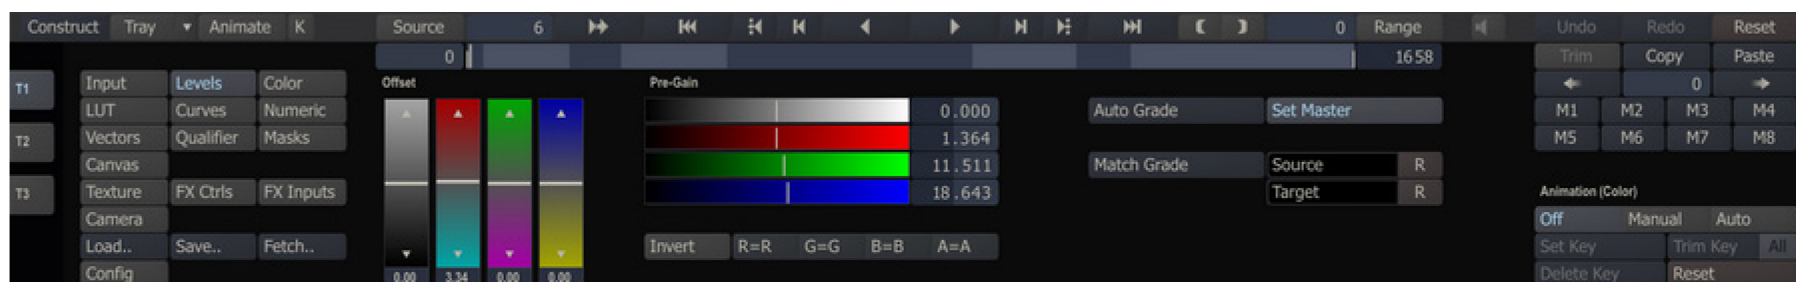 Construct Tray Animate K Source 6 0 Range Undo Redo Reset
0 1658 Trim Copy Paste
T1 Input Levels Color Offset Pre-Gain 0
LUT Curves Numeric 0.000 Auto Grade Set Master M1 M2 M3 M4
T2 Vectors Qualifier Masks 1.364 M5 M6 M7 M8
Canvas 11.511 Match Grade Source R
T3 Texture FX Ctrls FX Inputs 18.643 Target R Animation (Color)
Camera Off Manual Auto
Load.. Save.. Fetch.. Invert R=R G=G B=B A=A Set Key Trim Key All
Config 0.00 3.34 0.00 0.00 Delete Key Reset